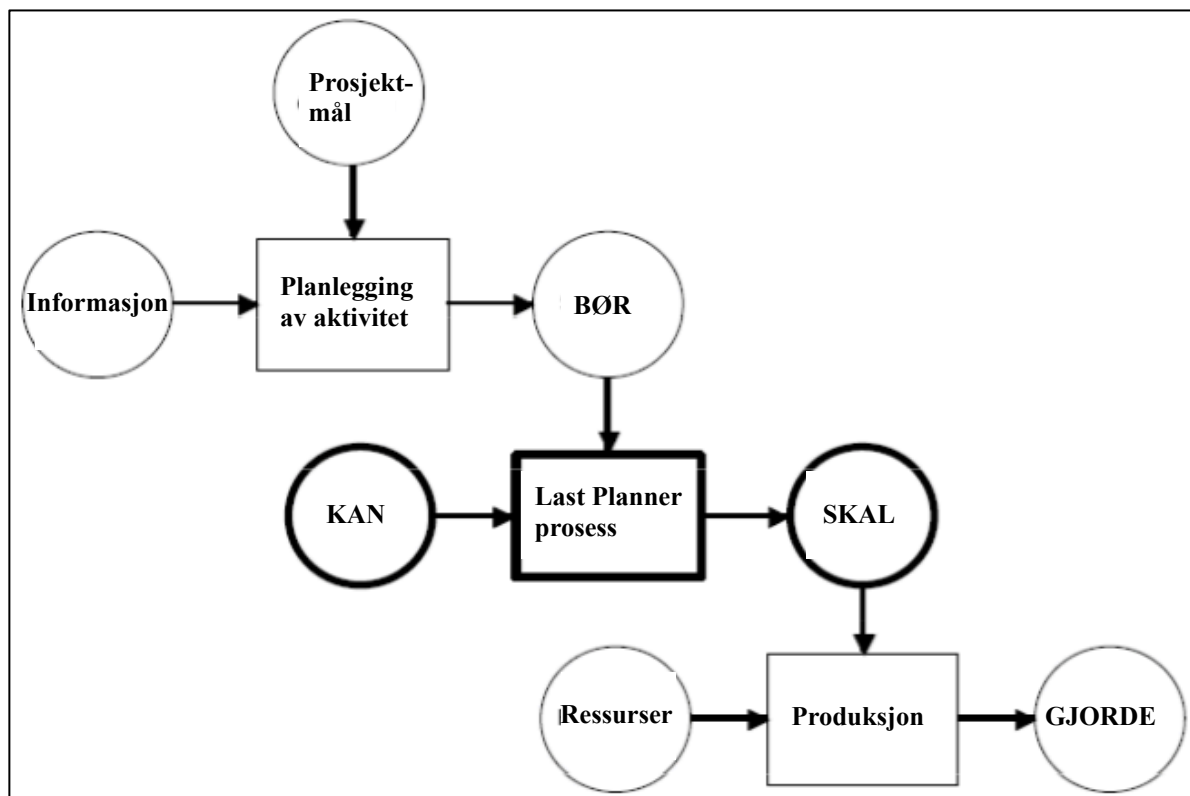 Prosjekt-
mål
Informasjon
Planlegging
av aktivitet
BØR
KAN
Last Planner
prosess
SKAL
Ressurser
Produksjon
GJORDE